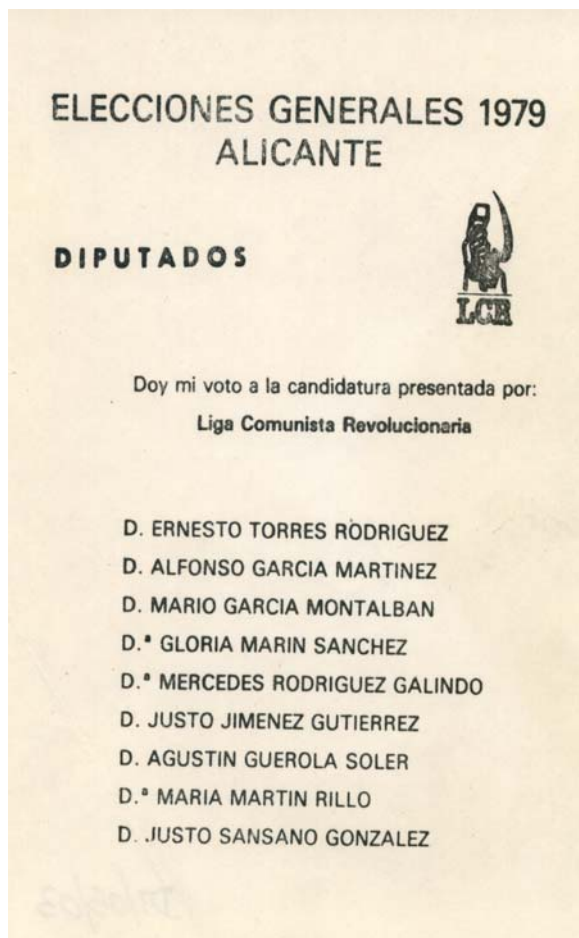 ELECCIONES GENERALES 1979
ALICANTE
DIPUTADOS
LCR
Doy mi voto a la candidatura presentada por:
Liga Comunista Revolucionaria
D. ERNESTO TORRES RODRIGUEZ
D. ALFONSO GARCIA MARTINEZ
D. MARIO GARCIA MONTALBAN
D.ª GLORIA MARIN SANCHEZ
D.ª MERCEDES RODRIGUEZ GALINDO
D. JUSTO JIMENEZ GUTIERREZ
D. AGUSTIN GUEROLA SOLER
D.ª MARIA MARTIN RILLO
D. JUSTO SANSANO GONZALEZ